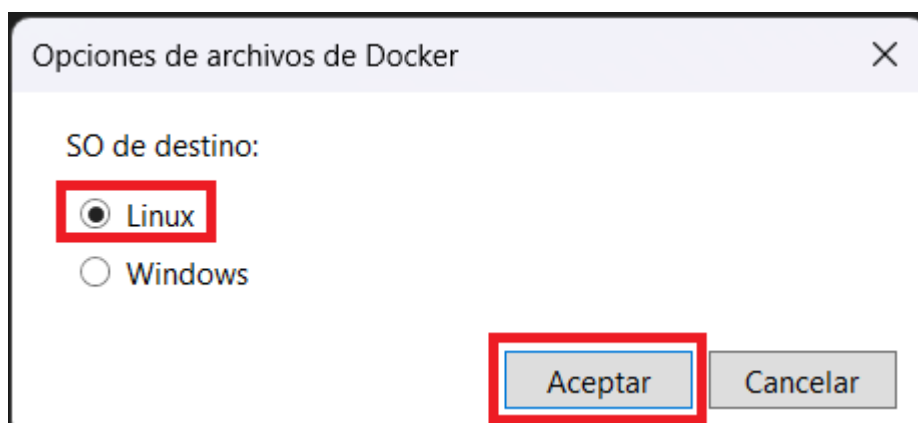 Opciones de archivos de Docker
SO de destino:
Linux
Windows
Aceptar Cancelar